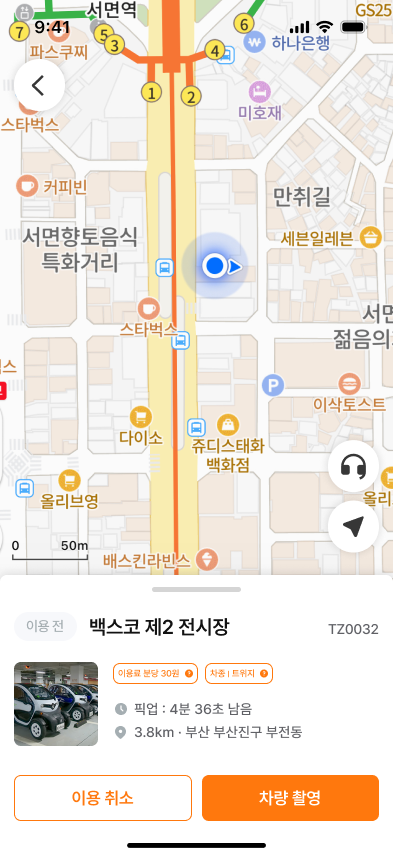 서면역
GS25
7
9:41
5
3
4
6
하나은행
파스쿠찌
1
2
미호재
스타벅스
커피빈
만취길
서면향토음식
특화거리
세븐일레븐
스타벅스
서면
젊음의
P
이삭토스트
다이소
쥬디스태화
백화점
올리브영
올리
0 50m
배스킨라빈스
이용 전
백스코 제2 전시장
TZ0032
이용료 분당 30원
차종 | 트위지
픽업 : 4분 36초 남음
3.8km · 부산 부산진구 부전동
이용 취소
차량 촬영